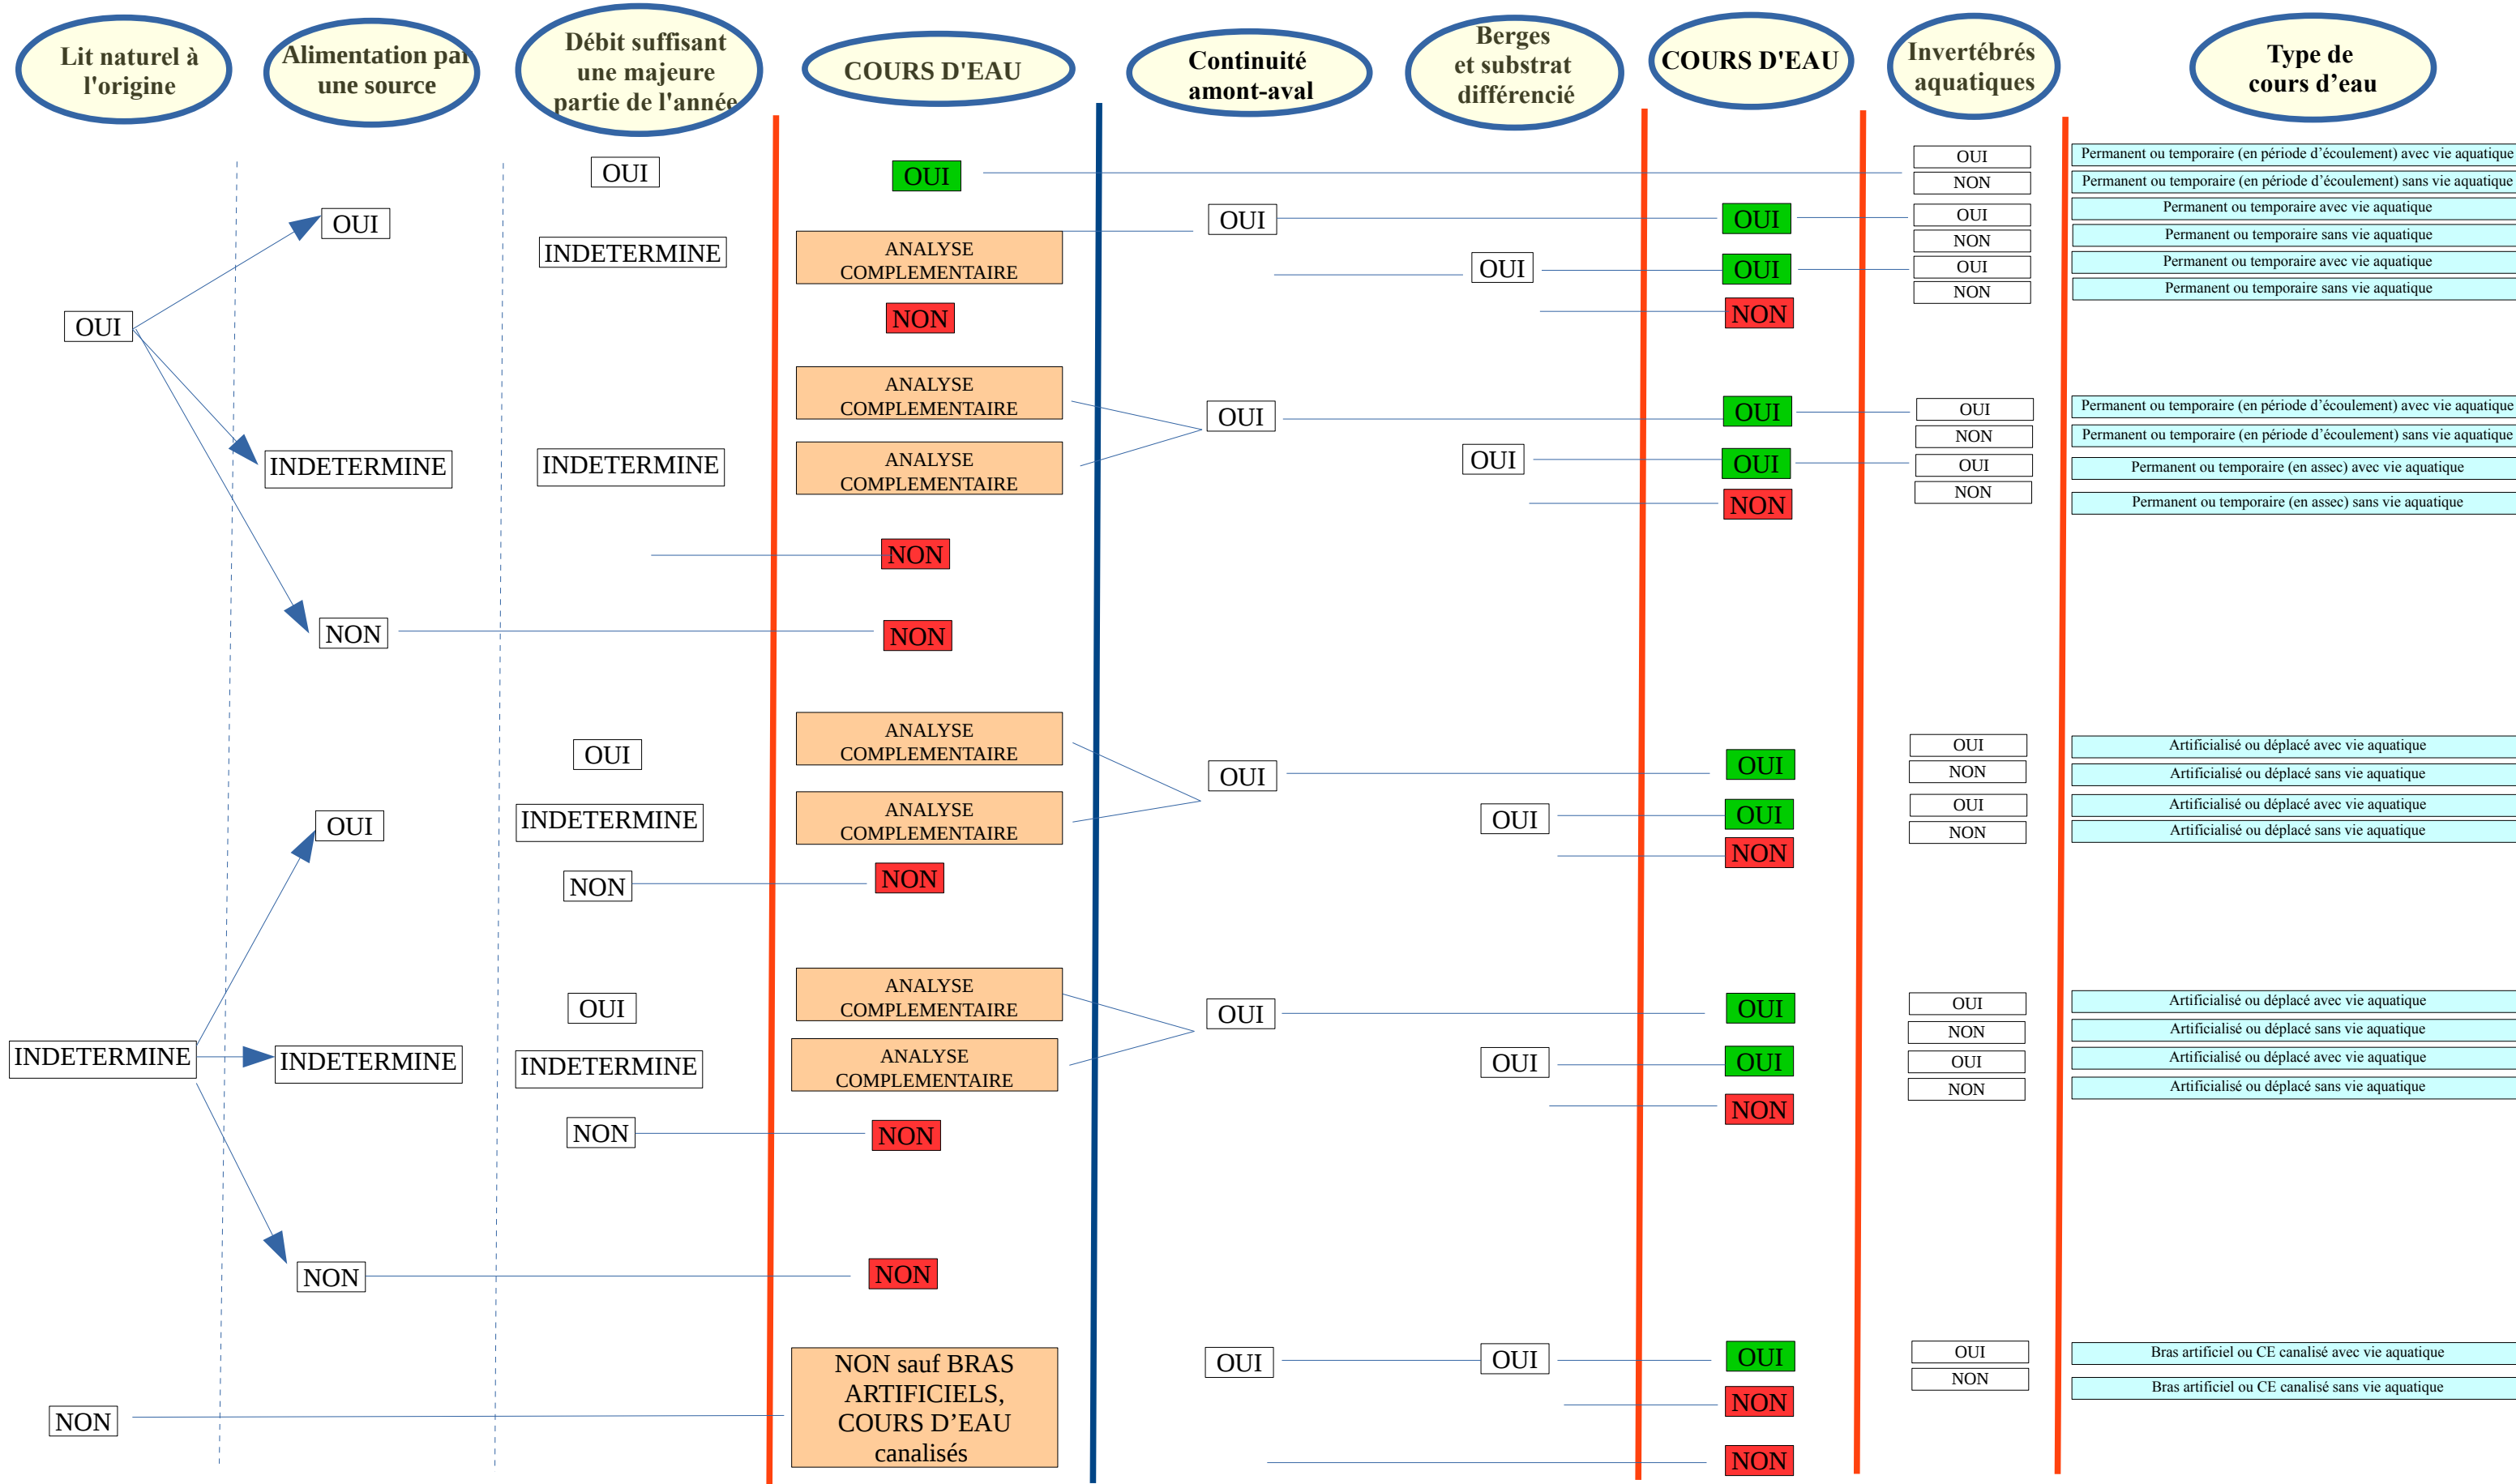 Lit naturel à
l'origine
Alimentation par
une source
Débit suffisant
une majeure
partie de l'année
COURS D'EAU
Continuité
amont-aval
Berges
et substrat
différencié
COURS D'EAU
Invertébrés
aquatiques
Type de
cours d’eau
OUI
OUI
OUI
Permanent ou temporaire (en période d’écoulement) avec vie aquatique
NON
Permanent ou temporaire (en période d’écoulement) sans vie aquatique
OUI
OUI
OUI
OUI
Permanent ou temporaire avec vie aquatique
INDETERMINE
ANALYSE
COMPLEMENTAIRE
NON
Permanent ou temporaire sans vie aquatique
OUI
OUI
OUI
Permanent ou temporaire avec vie aquatique
NON
Permanent ou temporaire sans vie aquatique
OUI
NON
NON
ANALYSE
COMPLEMENTAIRE
OUI
OUI
OUI
Permanent ou temporaire (en période d’écoulement) avec vie aquatique
NON
Permanent ou temporaire (en période d’écoulement) sans vie aquatique
INDETERMINE
INDETERMINE
ANALYSE
COMPLEMENTAIRE
OUI
OUI
OUI
Permanent ou temporaire (en assec) avec vie aquatique
NON
NON
Permanent ou temporaire (en assec) sans vie aquatique
NON
NON
NON
OUI
ANALYSE
COMPLEMENTAIRE
OUI
OUI
OUI
Artificialisé ou déplacé avec vie aquatique
NON
Artificialisé ou déplacé sans vie aquatique
OUI
INDETERMINE
ANALYSE
COMPLEMENTAIRE
OUI
OUI
OUI
Artificialisé ou déplacé avec vie aquatique
NON
Artificialisé ou déplacé sans vie aquatique
NON
NON
NON
OUI
ANALYSE
COMPLEMENTAIRE
OUI
OUI
OUI
Artificialisé ou déplacé avec vie aquatique
NON
Artificialisé ou déplacé sans vie aquatique
INDETERMINE
INDETERMINE
INDETERMINE
ANALYSE
COMPLEMENTAIRE
OUI
OUI
OUI
Artificialisé ou déplacé avec vie aquatique
NON
Artificialisé ou déplacé sans vie aquatique
NON
NON
NON
NON
NON
NON
NON sauf BRAS
ARTIFICIELS,
COURS D’EAU
canalisés
OUI
OUI
OUI
OUI
Bras artificiel ou CE canalisé avec vie aquatique
NON
Bras artificiel ou CE canalisé sans vie aquatique
NON
NON